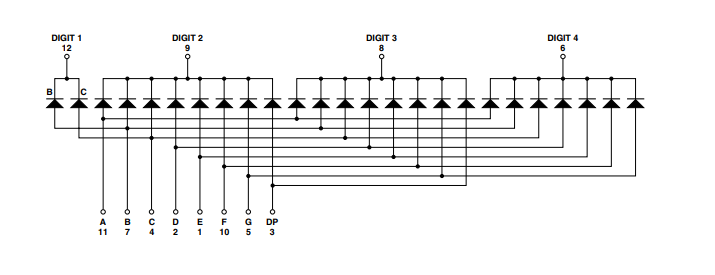 DIGIT 1 DIGIT 2 DIGIT 3 DIGIT 4
12 9 8 6
B C
A B C D E F G DP
11 7 4 2 1 10 5 3